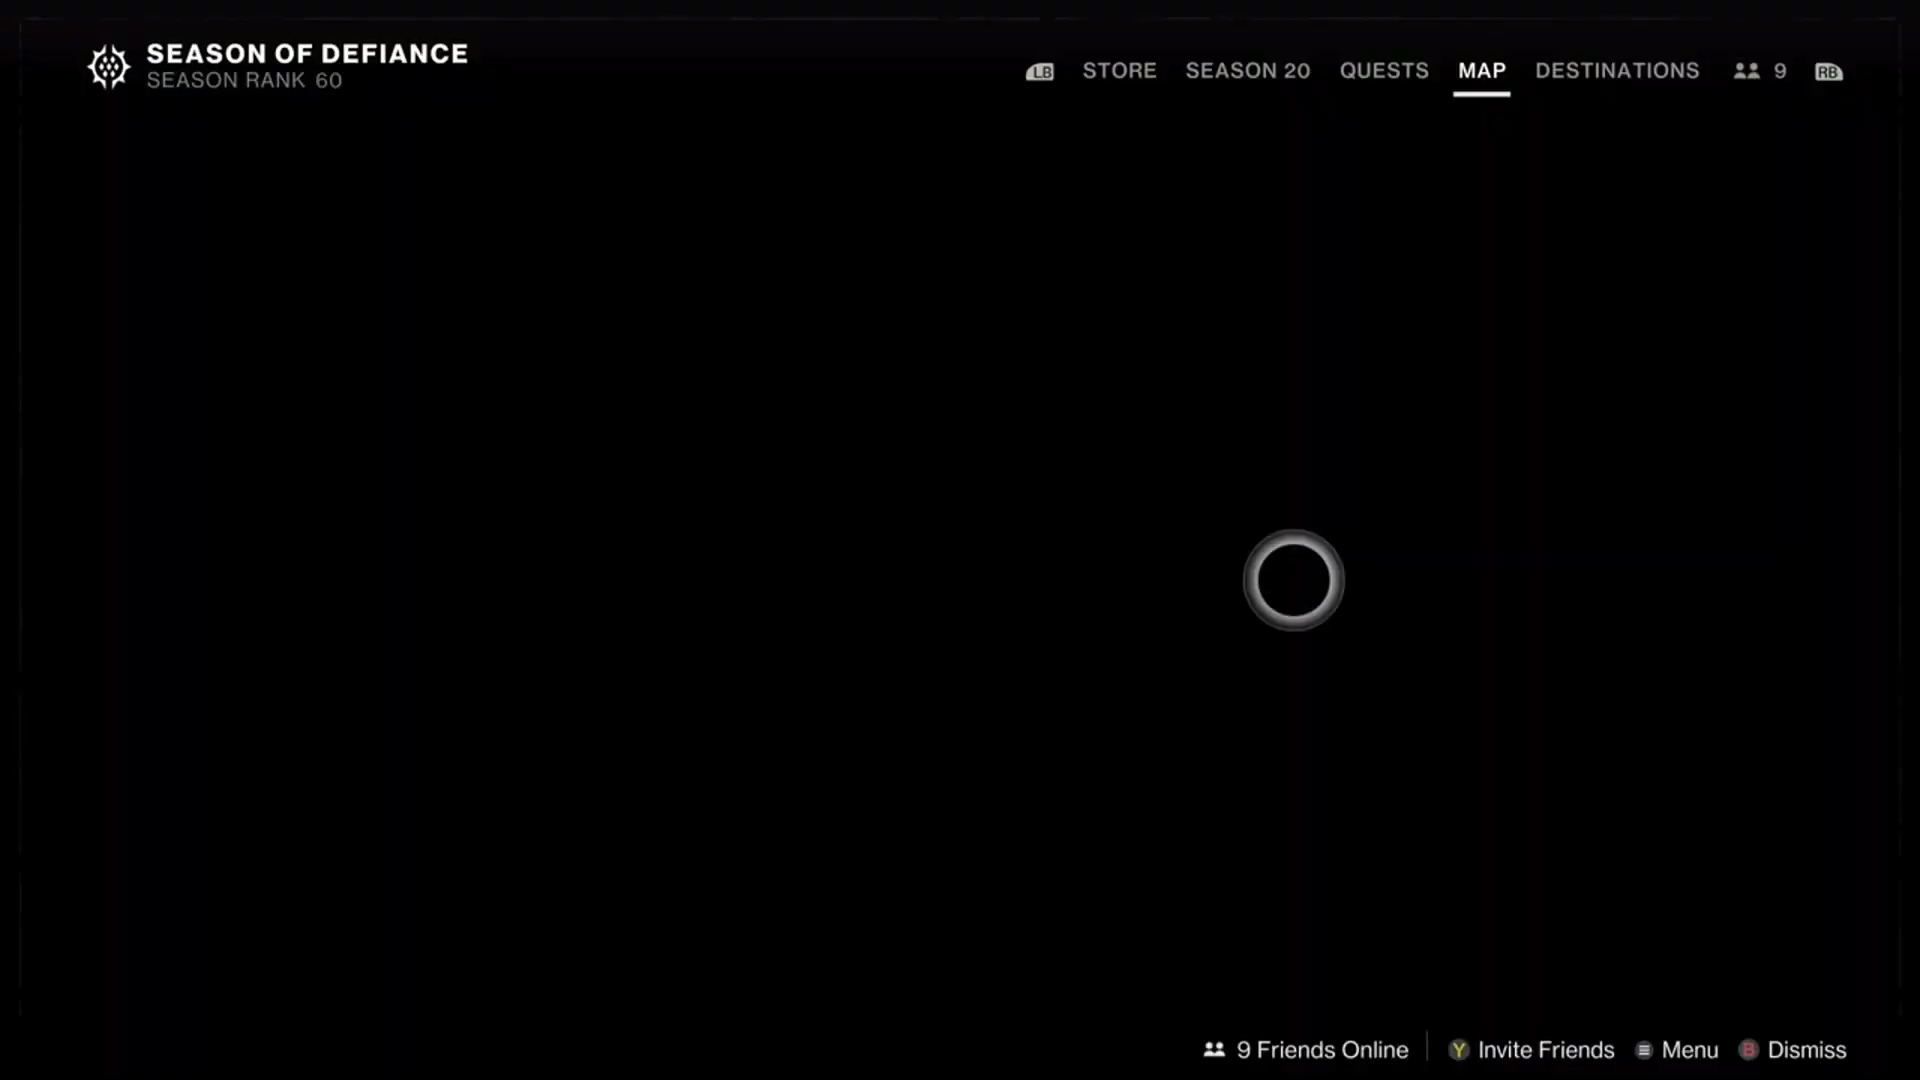 SEASON OF DEFIANCE
SEASON RANK 60
LB STORE SEASON 20 QUESTS MAP DESTINATIONS 9 RB
9 Friends Online Y Invite Friends Menu B Dismiss